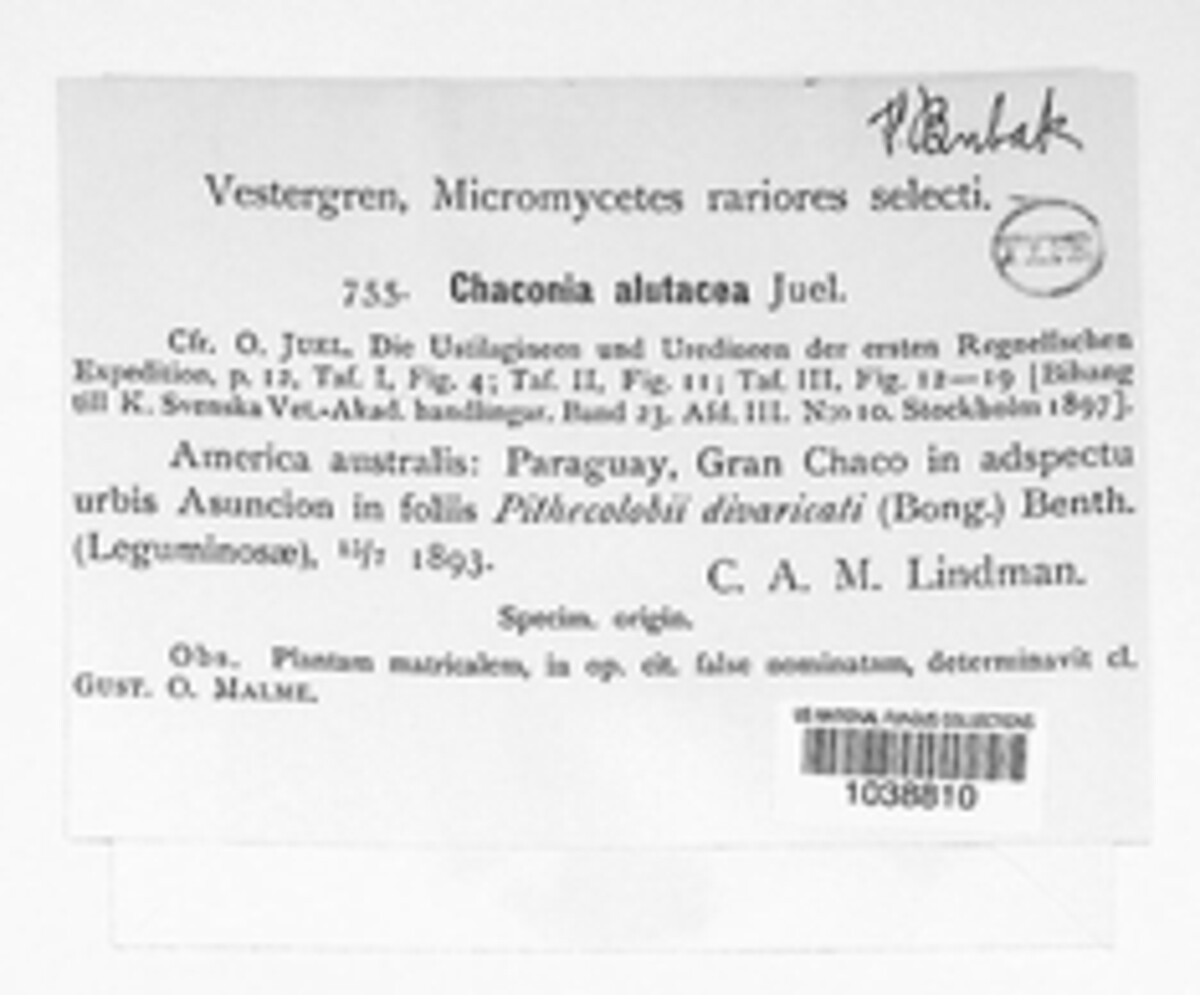 Bubak
Vestergren, Micromycetes rariores selecti.
755. Chaconia alutacea Juel.
Cfr. O. JUEL, Die Ustilagineen und Uredineen der ersten Regnellschen
Expedition, p. 12, Taf. I, Fig. 4; Taf. II, Fig. 11; Taf. III, Fig. 12—19 [Bihang
till K. Svenska Vet.-Akad. handlingar. Band 23. Afd. III. N:o 10. Stockholm 1897].
America australis: Paraguay, Gran Chaco in adspectu
urbis Asuncion in foliis Pithecolobii divaricati (Bong.) Benth.
(Leguminosæ), /7 1893.
C. A. M. Lindman.
Specim. origin.
Obs. Plantam matricalem, in op. cit. false nominatam, determinavit cl.
GUST. O. MALME.
US NATIONAL FUNGUS COLLECTIONS
1038810